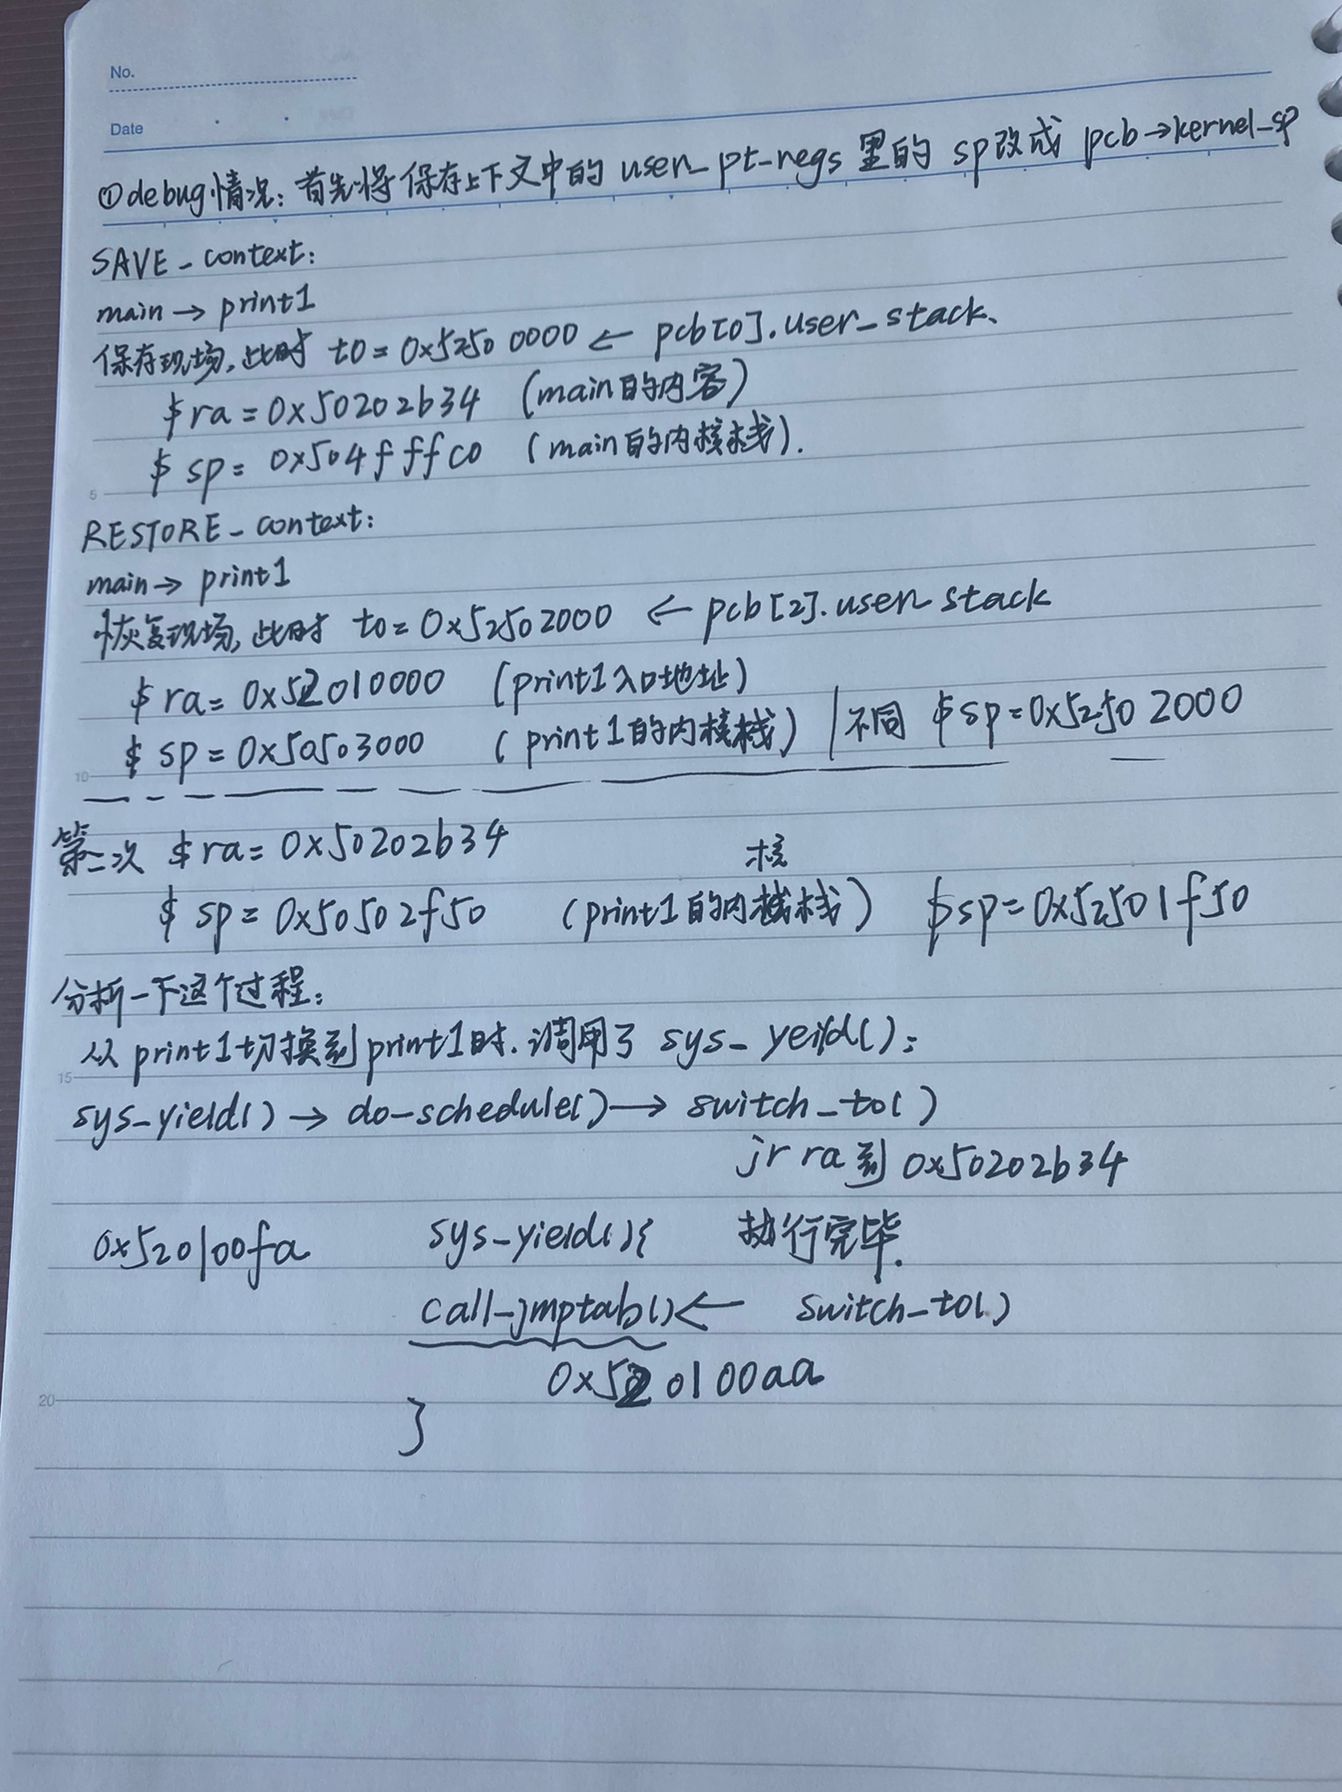 No.
Date
①debug情况：首先将保存上下文中的 user_pt_regs 里的 sp改成 pcb→kernel_sp
SAVE_context:
main → print1
保存现场，此时 t0 = 0x52500000 ← pcb[0].user_stack、
$ra = 0x50202b34 (main的内容)
$sp = 0x504fffc0 (main的内核栈).
5
RESTORE_context:
main → print1
恢复现场，此时 t0 = 0x52502000 ← pcb[2].user stack
$ra = 0x52010000 (print1入口地址)
$sp = 0x50503000 (print1的内核栈) | 不同 $sp = 0x52502000
10
第二次 $ra = 0x50202b34
核
$sp = 0x50502f50 (print1的内栈) $sp = 0x52501f50
分析一下这个过程：
从print1切换到print1时.调用了 sys_yeild():
15
sys_yield() → do_schedule() → switch_to()
jr ra到 0x50202b34
0x520100fa sys_yield(){ 执行完毕.
call_jmptab() ← switch_to()
0x520100aa
20
}